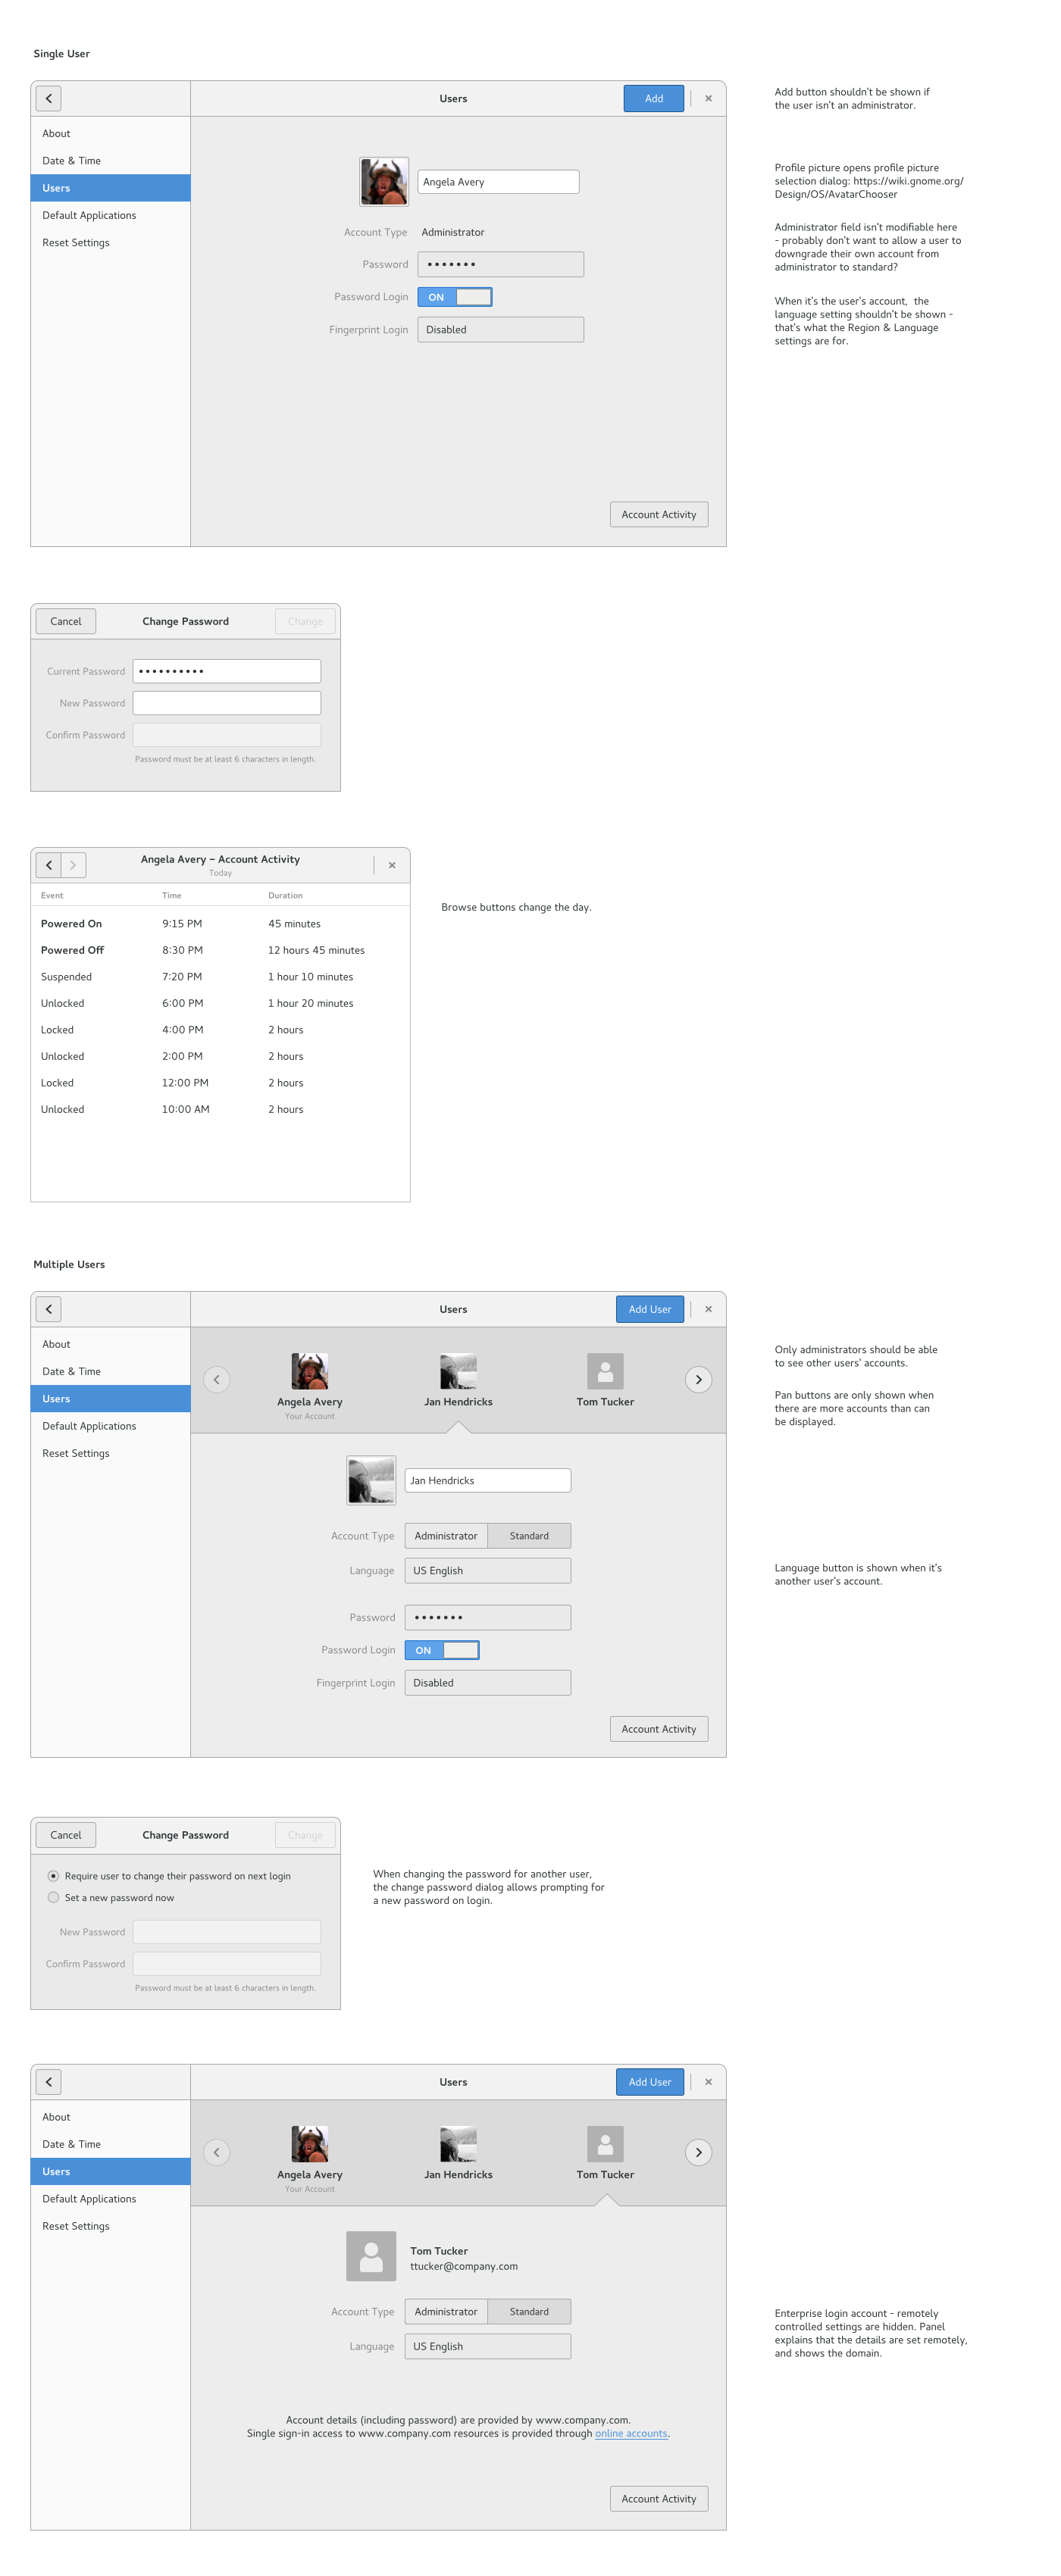 Single User
Users
Add
About
Date & Time
Users
Default Applications
Reset Settings
Angela Avery
Account Type Administrator
Password •••••••
Password Login ON
Fingerprint Login Disabled
Account Activity
Add button shouldn't be shown if
the user isn't an administrator.
Profile picture opens profile picture
selection dialog: https://wiki.gnome.org/
Design/OS/AvatarChooser
Administrator field isn't modifiable here
- probably don't want to allow a user to
downgrade their own account from
administrator to standard?
When it's the user's account,  the
language setting shouldn't be shown -
that's what the Region & Language
settings are for.
Cancel Change Password Change
Current Password ••••••••••
New Password
Confirm Password
Password must be at least 6 characters in length.
Angela Avery – Account Activity
Today
Event Time Duration
Powered On 9:15 PM 45 minutes
Powered Off 8:30 PM 12 hours 45 minutes
Suspended 7:20 PM 1 hour 10 minutes
Unlocked 6:00 PM 1 hour 20 minutes
Locked 4:00 PM 2 hours
Unlocked 2:00 PM 2 hours
Locked 12:00 PM 2 hours
Unlocked 10:00 AM 2 hours
Browse buttons change the day.
Multiple Users
Users
Add User
About
Date & Time
Users
Default Applications
Reset Settings
Angela Avery Jan Hendricks Tom Tucker
Your Account
Jan Hendricks
Account Type Administrator Standard
Language US English
Password •••••••
Password Login ON
Fingerprint Login Disabled
Account Activity
Only administrators should be able
to see other users' accounts.
Pan buttons are only shown when
there are more accounts than can
be displayed.
Language button is shown when it's
another user's account.
Cancel Change Password Change
Require user to change their password on next login
Set a new password now
New Password
Confirm Password
Password must be at least 6 characters in length.
When changing the password for another user,
the change password dialog allows prompting for
a new password on login.
Users
Add User
About
Date & Time
Users
Default Applications
Reset Settings
Angela Avery Jan Hendricks Tom Tucker
Your Account
Tom Tucker
ttucker@company.com
Account Type Administrator Standard
Language US English
Account details (including password) are provided by www.company.com.
Single sign-in access to www.company.com resources is provided through online accounts.
Account Activity
Enterprise login account - remotely
controlled settings are hidden. Panel
explains that the details are set remotely,
and shows the domain.